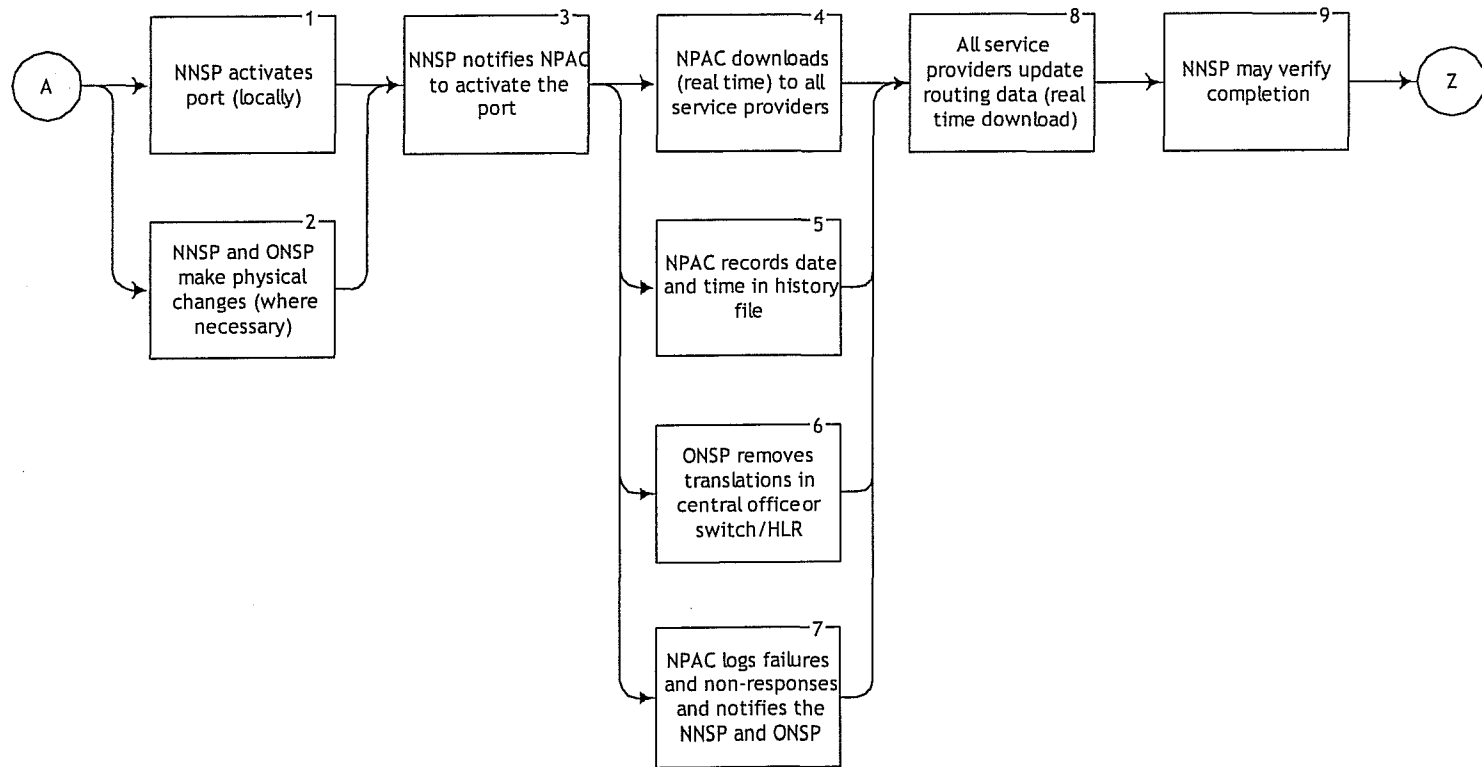 A
1
NNSP activates
port (locally)
2
NNSP and ONSP
make physical
changes (where
necessary)
3
NNSP notifies NPAC
to activate the
port
4
NPAC downloads
(real time) to all
service providers
5
NPAC records date
and time in history
file
6
ONSP removes
translations in
central office or
switch/HLR
7
NPAC logs failures
and non-responses
and notifies the
NNSP and ONSP
8
All service
providers update
routing data (real
time download)
9
NNSP may verify
completion
Z